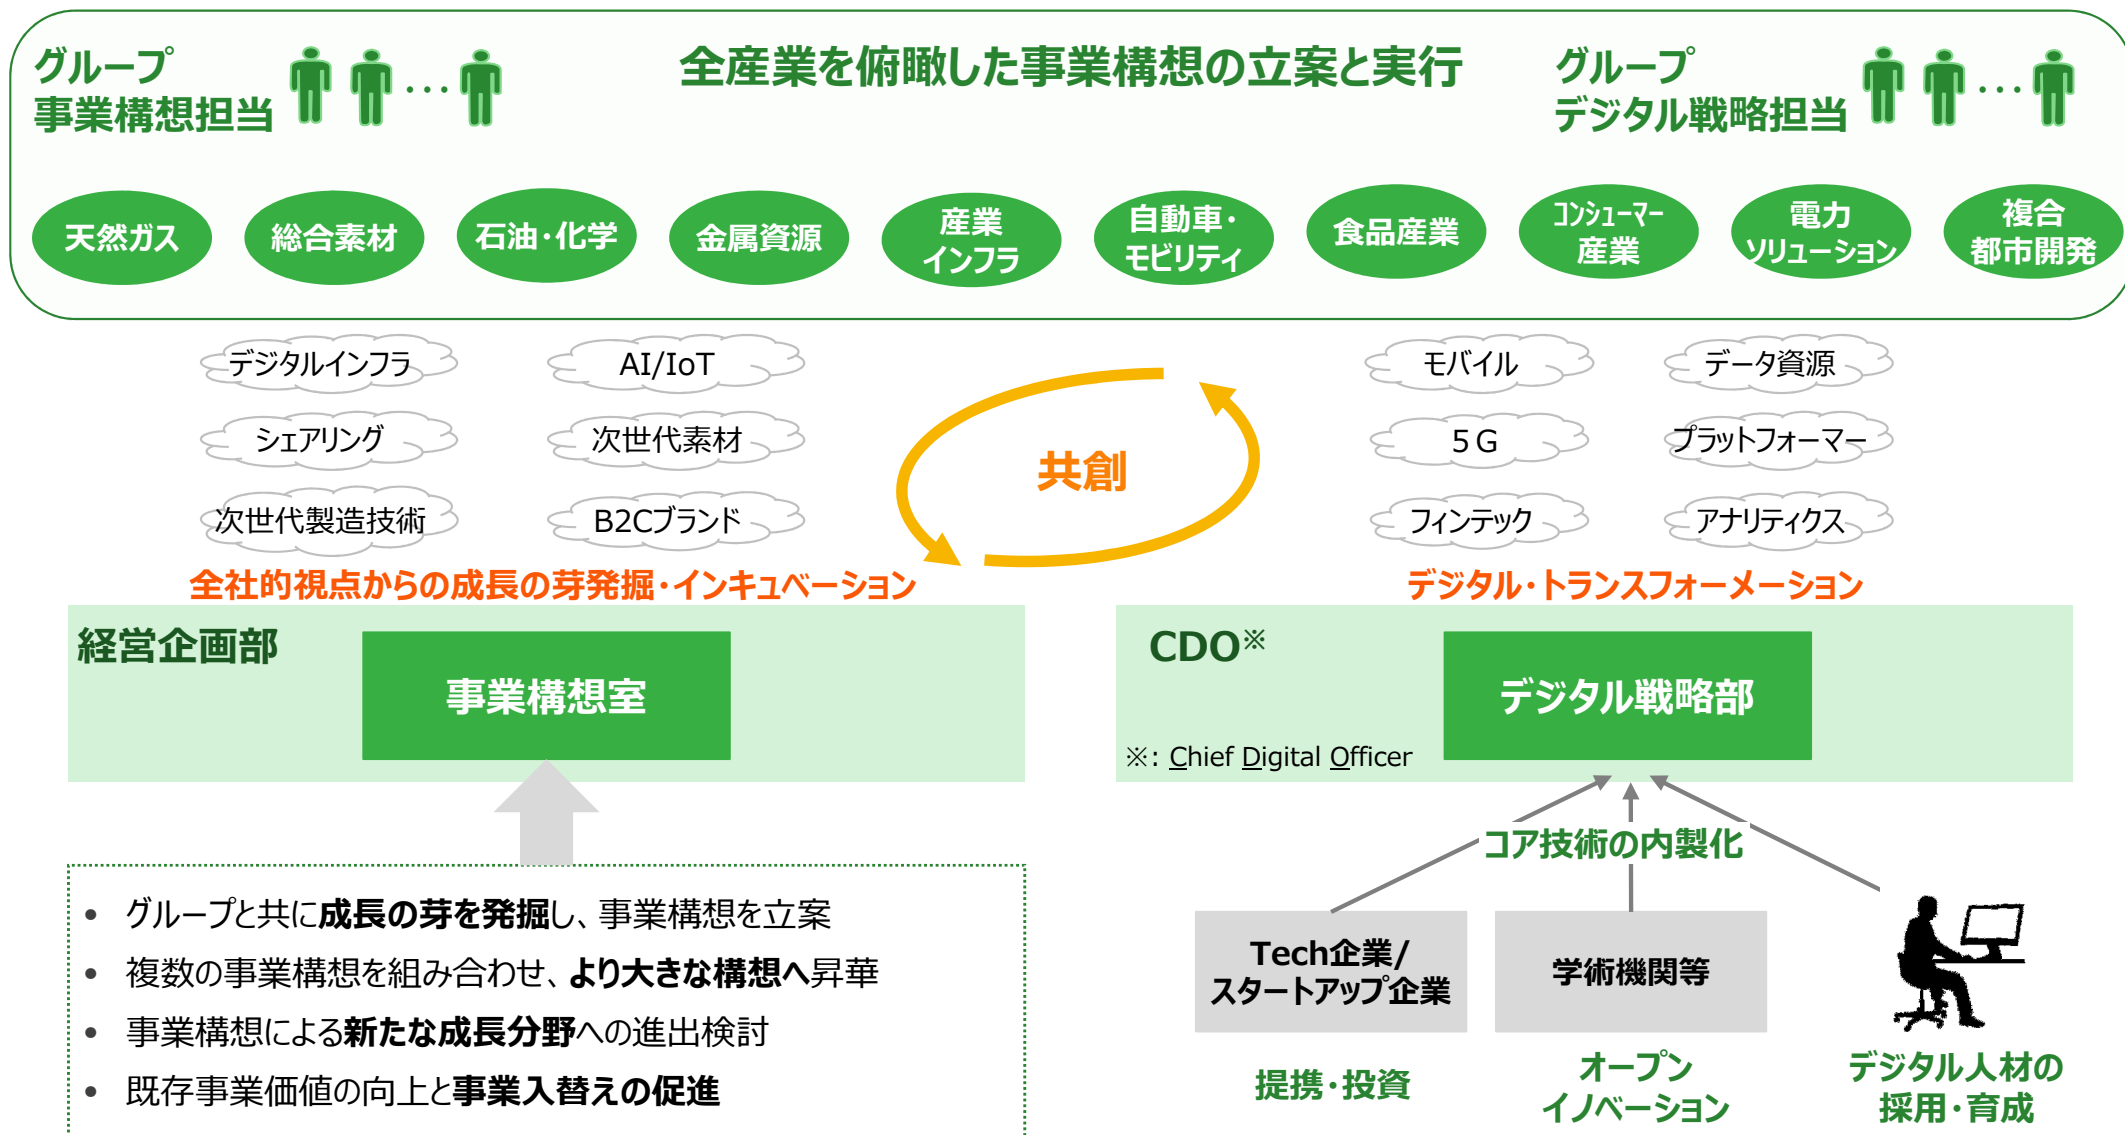 グループ
事業構想担当
…
全産業を俯瞰した事業構想の立案と実行
グループ
デジタル戦略担当
…
天然ガス
総合素材
石油・化学
金属資源
産業
インフラ
自動車・
モビリティ
食品産業
コンシューマー
産業
電力
ソリューション
複合
都市開発
デジタルインフラ
AI/IoT
モバイル
データ資源
シェアリング
次世代素材
共創
5G
プラットフォーマー
次世代製造技術
B2Cブランド
フィンテック
アナリティクス
全社的視点からの成長の芽発掘・インキュベーション
デジタル・トランスフォーメーション
経営企画部
事業構想室
CDO※
デジタル戦略部
※: Chief Digital Officer
コア技術の内製化
• グループと共に成長の芽を発掘し、事業構想を立案
• 複数の事業構想を組み合わせ、より大きな構想へ昇華
• 事業構想による新たな成長分野への進出検討
• 既存事業価値の向上と事業入替えの促進
Tech企業/
スタートアップ企業
学術機関等
提携・投資
オープン
イノベーション
デジタル人材の
採用・育成